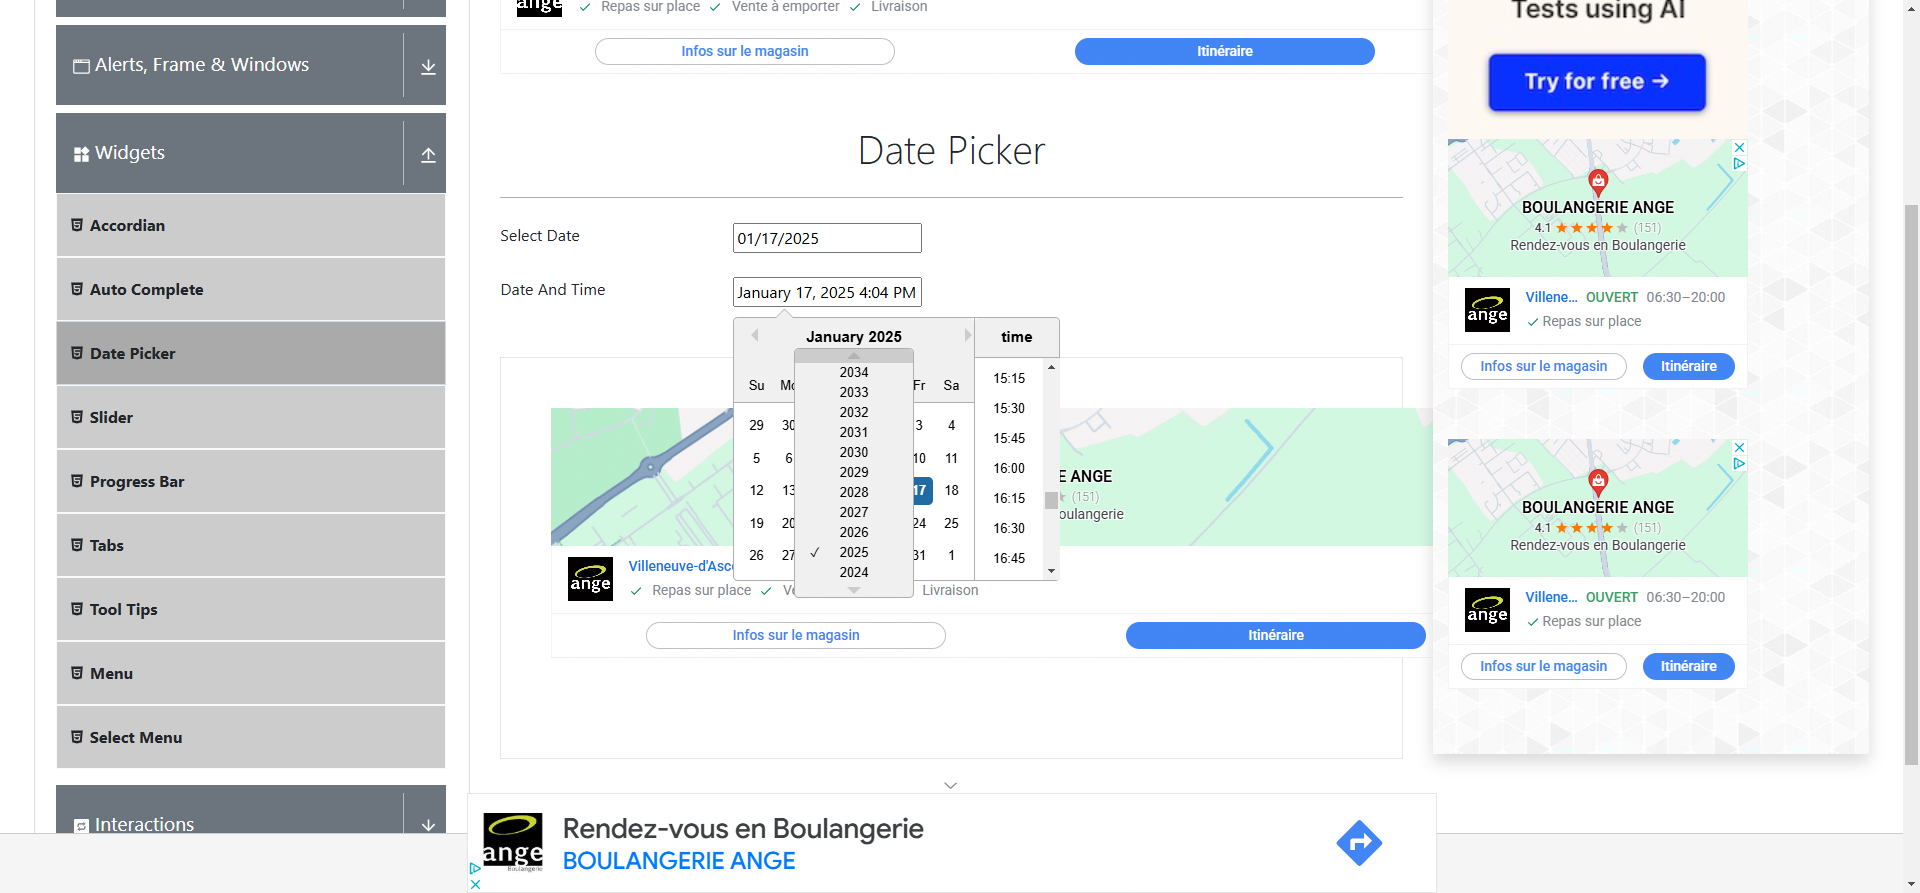 ange
Repas sur place
Vente à emporter
Livraison
Infos sur le magasin
Itinéraire
Tests using AI
Try for free →
Alerts, Frame & Windows
Widgets
Accordian
Auto Complete
Date Picker
Slider
Progress Bar
Tabs
Tool Tips
Menu
Select Menu
Interactions
Date Picker
Select Date
01/17/2025
Date And Time
January 17, 2025 4:04 PM
January 2025
time
Su Mo Fr Sa
29 30 3 4
5 6 10 11
12 13 17 18
19 20 24 25
26 27 31 1
2034
2033
2032
2031
2030
2029
2028
2027
2026
✓ 2025
2024
15:15
15:30
15:45
16:00
16:15
16:30
16:45
E ANGE
(151)
oulangerie
ange
Villeneuve-d'Asc
Repas sur place
Ve
Livraison
Infos sur le magasin
Itinéraire
BOULANGERIE ANGE
4.1 (151)
Rendez-vous en Boulangerie
ange
Villene... OUVERT 06:30–20:00
Repas sur place
Infos sur le magasin
Itinéraire
BOULANGERIE ANGE
4.1 (151)
Rendez-vous en Boulangerie
ange
Villene... OUVERT 06:30–20:00
Repas sur place
Infos sur le magasin
Itinéraire
ange
Boulangerie
Rendez-vous en Boulangerie
BOULANGERIE ANGE